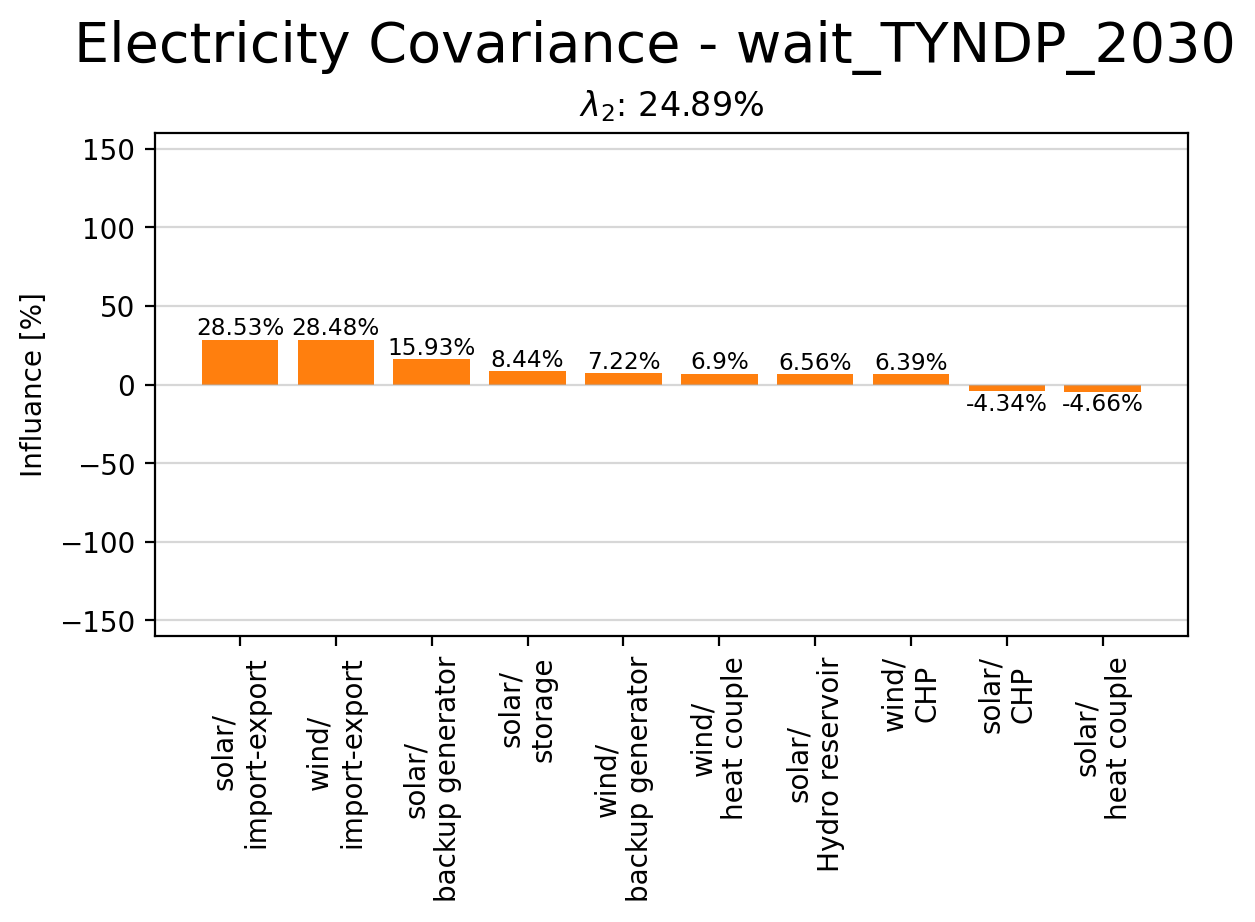 Electricity Covariance - wait_TYNDP_2030
λ₂: 24.89%
Influance [%]
150
100
50
0
−50
−100
−150
28.53%
28.48%
15.93%
8.44%
7.22%
6.9%
6.56%
6.39%
-4.34%
-4.66%
solar/
import-export
wind/
import-export
solar/
backup generator
solar/
storage
wind/
backup generator
wind/
heat couple
solar/
Hydro reservoir
wind/
CHP
solar/
CHP
solar/
heat couple